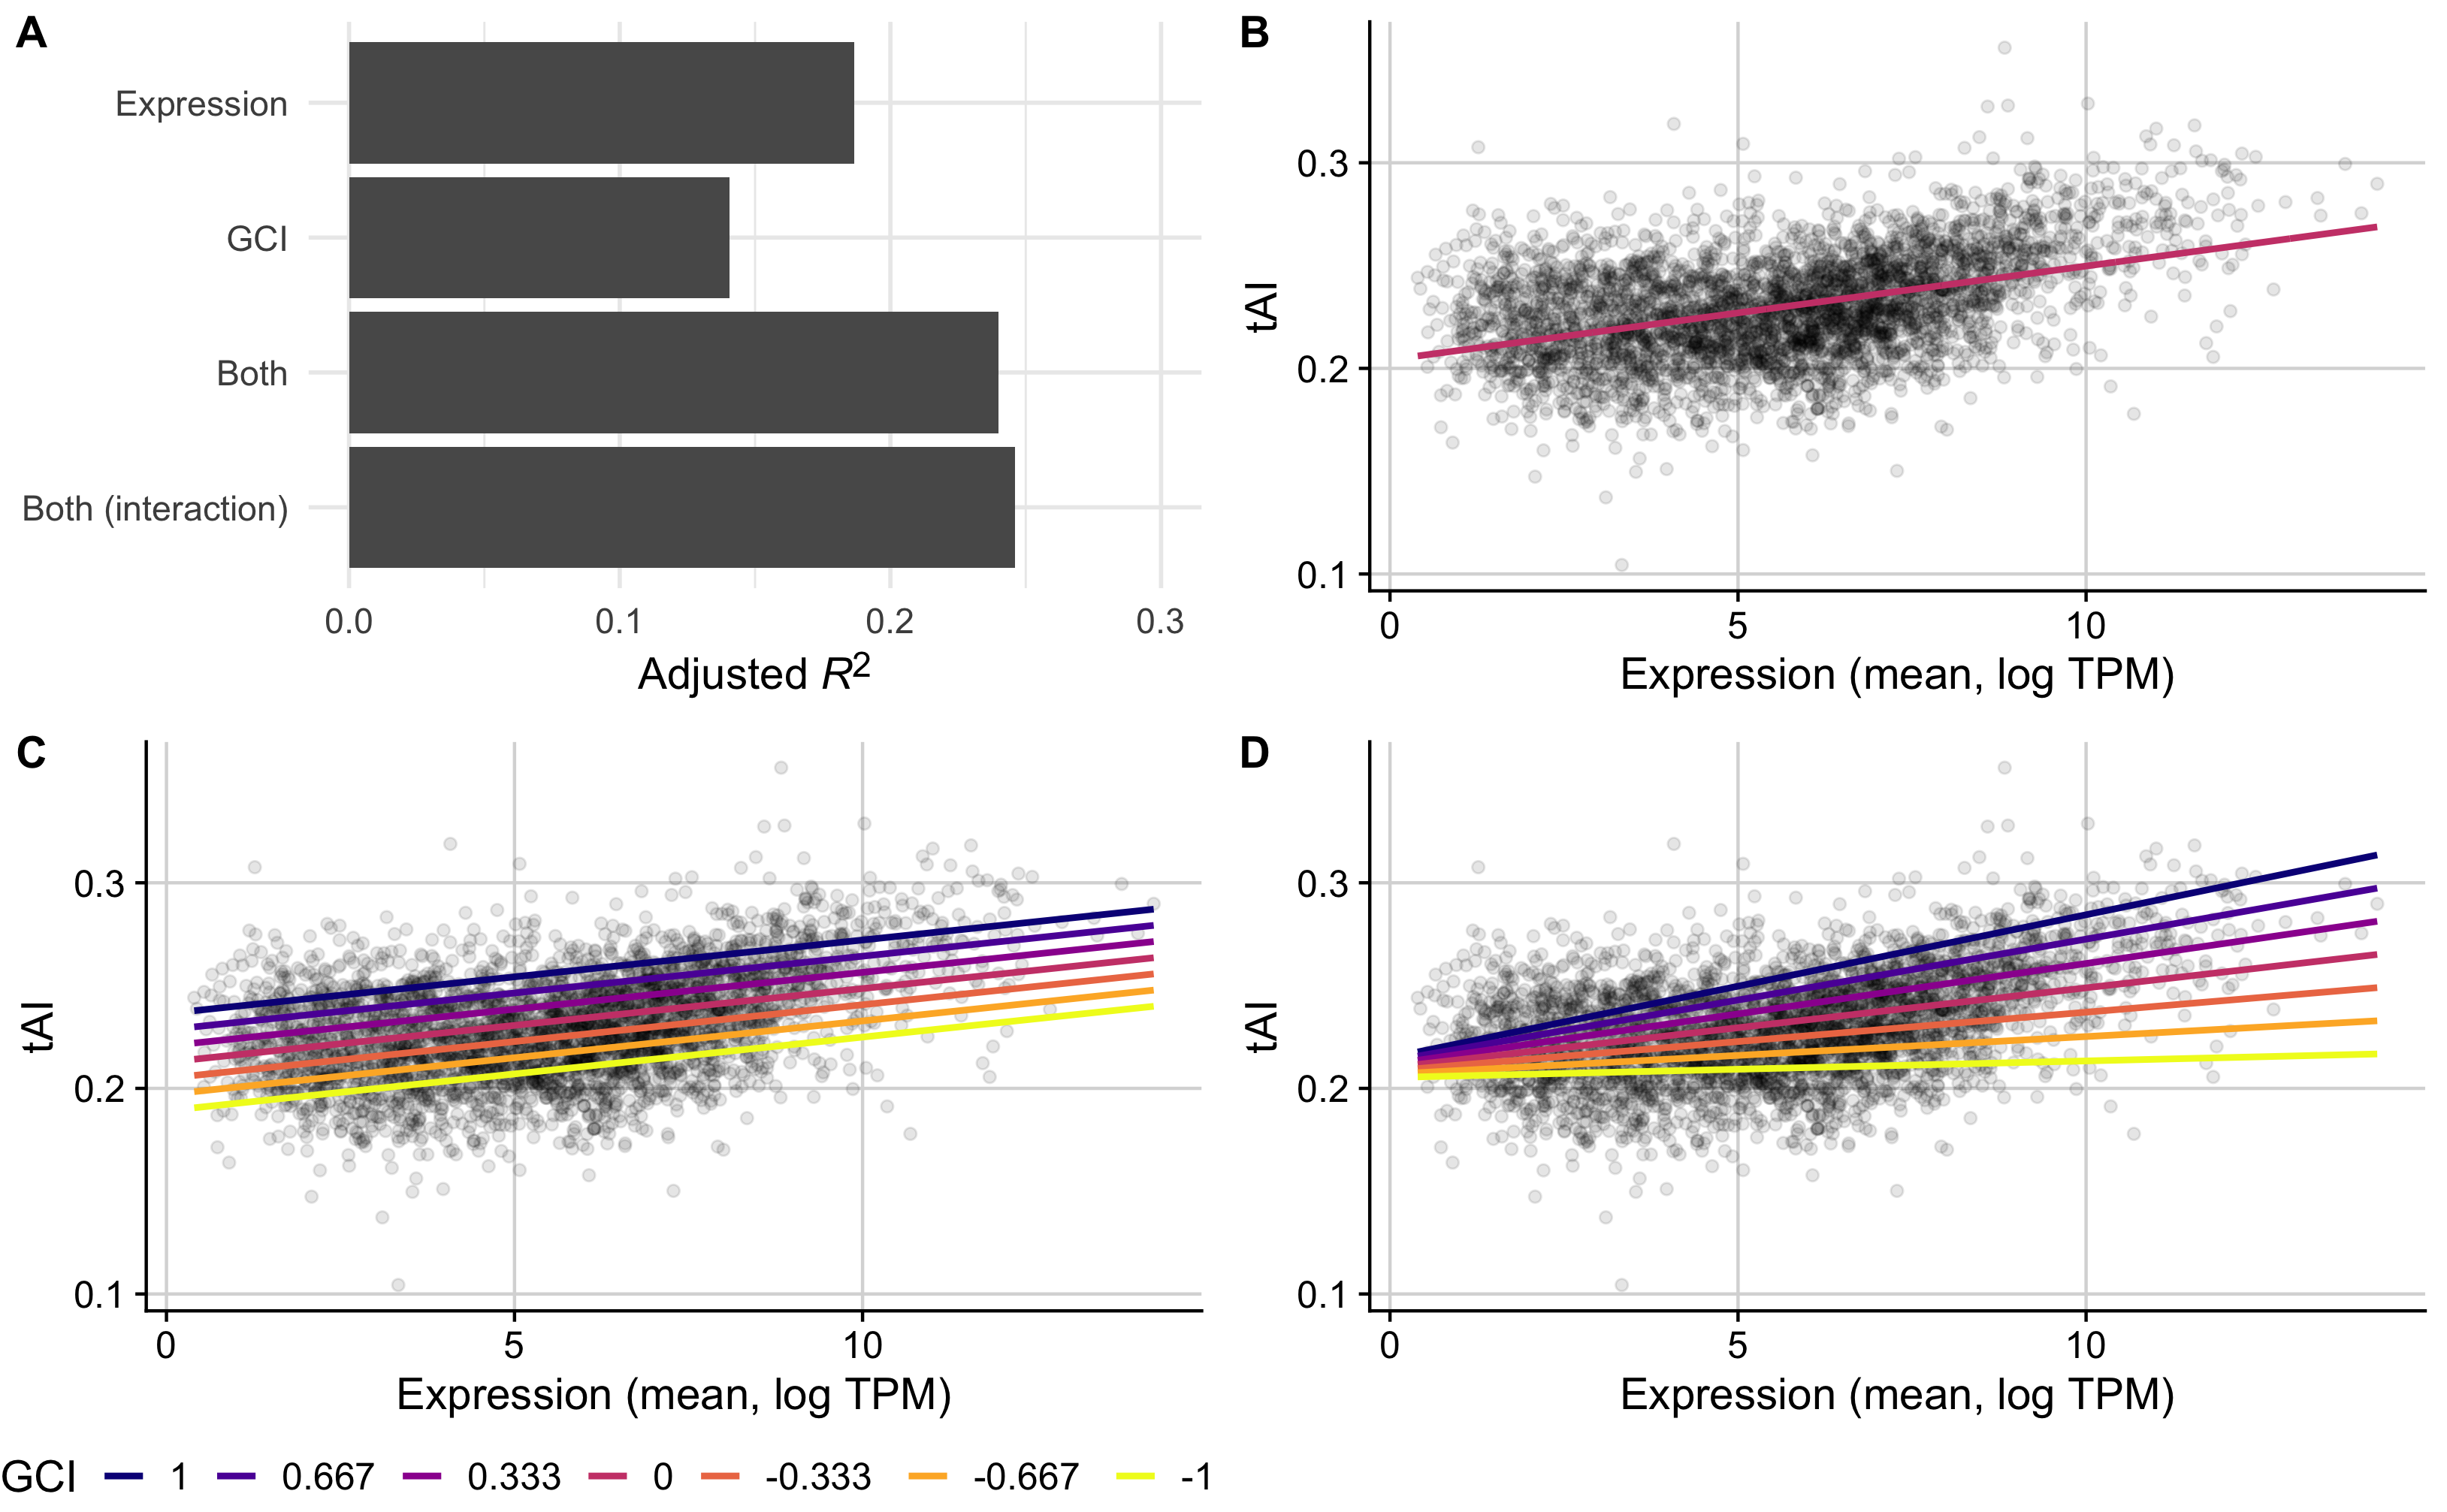 A
Expression
GCI
Both
Both (interaction)
0.0 0.1 0.2 0.3
Adjusted R2
B
tAI
0.3
0.2
0.1
0 5 10
Expression (mean, log TPM)
C
tAI
0.3
0.2
0.1
0 5 10
Expression (mean, log TPM)
D
tAI
0.3
0.2
0.1
0 5 10
Expression (mean, log TPM)
GCI 1 0.667 0.333 0 -0.333 -0.667 -1